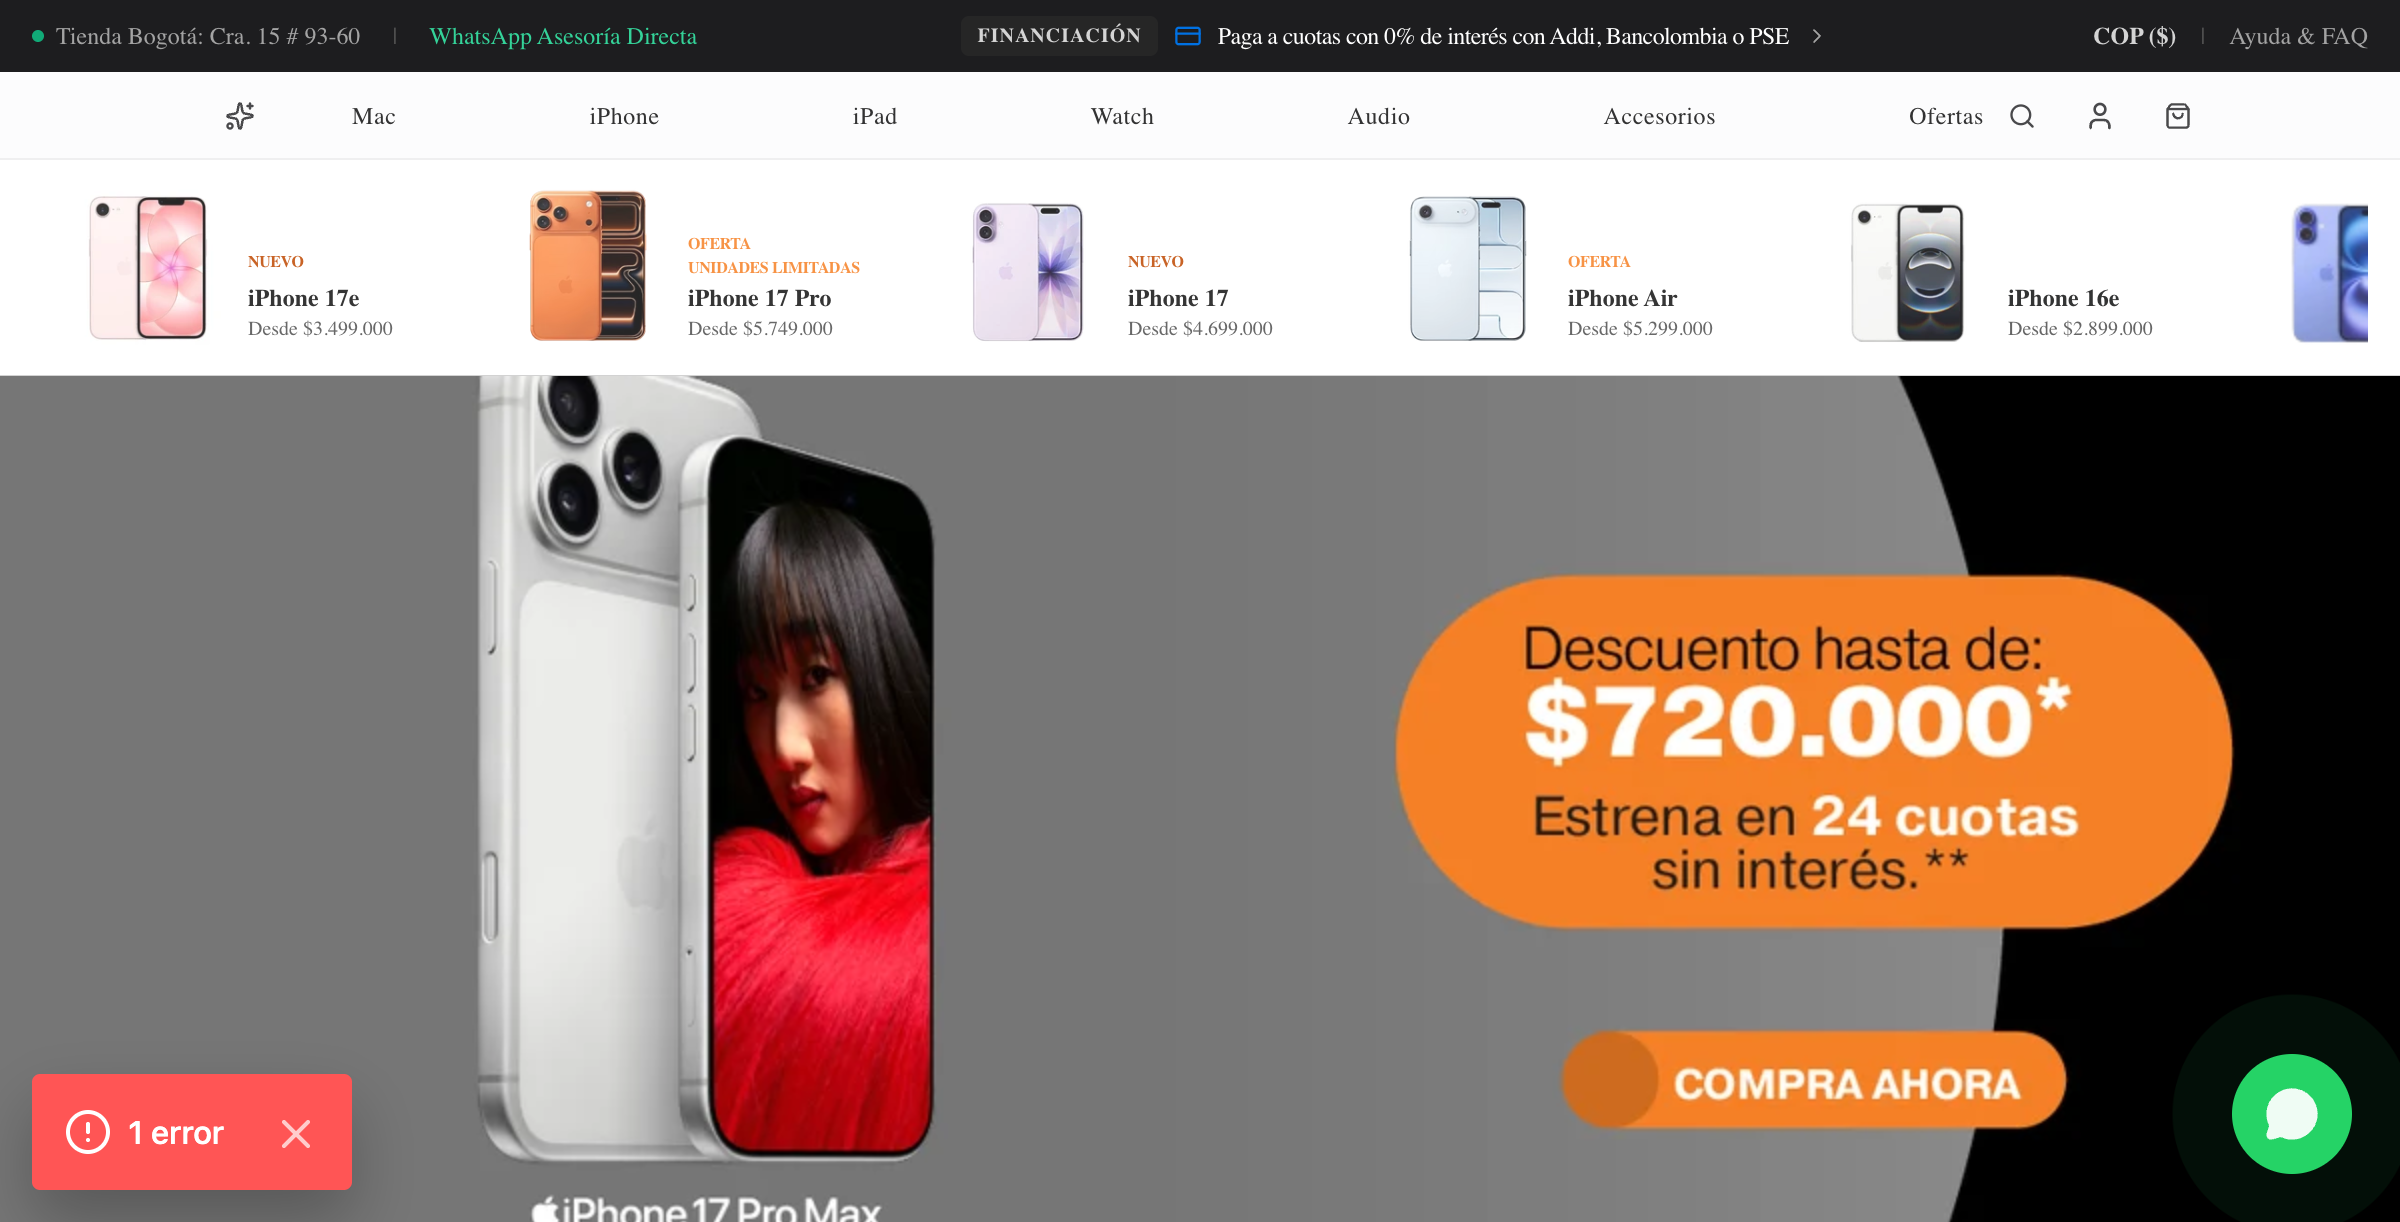 Tienda Bogotá: Cra. 15 # 93-60
WhatsApp Asesoría Directa
FINANCIACIÓN
Paga a cuotas con 0% de interés con Addi, Bancolombia o PSE
COP ($)
Ayuda & FAQ
Mac
iPhone
iPad
Watch
Audio
Accesorios
Ofertas
NUEVO
iPhone 17e
Desde $3.499.000
OFERTA
UNIDADES LIMITADAS
iPhone 17 Pro
Desde $5.749.000
NUEVO
iPhone 17
Desde $4.699.000
OFERTA
iPhone Air
Desde $5.299.000
iPhone 16e
Desde $2.899.000
Descuento hasta de:
$720.000*
Estrena en 24 cuotas
sin interés.**
COMPRA AHORA
1 error
iPhone 17 Pro Max